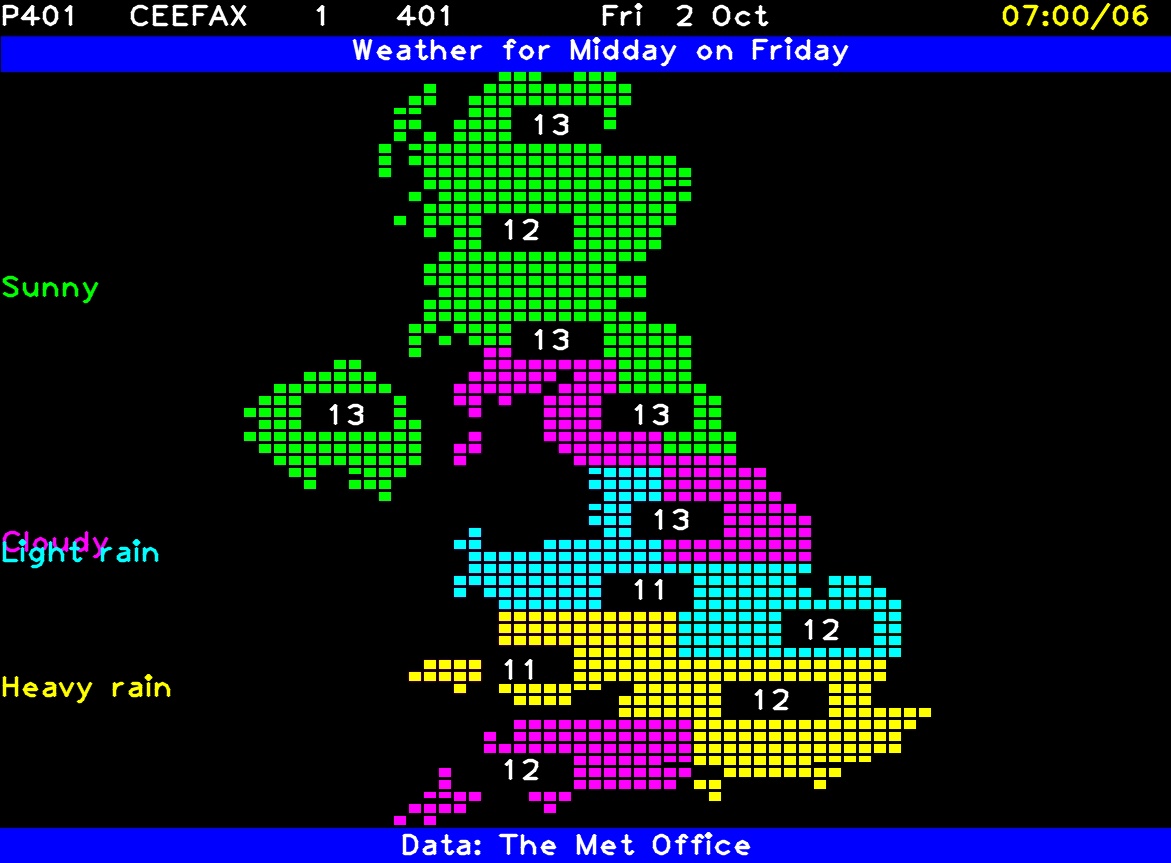 P401 CEEFAX 1 401 Fri 2 Oct 07:00/06
Weather for Midday on Friday
13
12
Sunny
13
13 13
13
Cloudy
Light rain
11
12
11
Heavy rain
12
12
Data: The Met Office